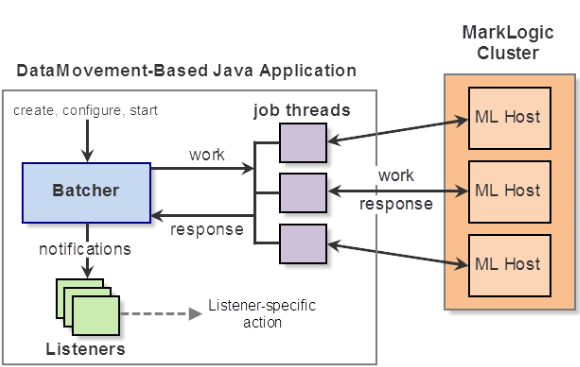 MarkLogic
Cluster
DataMovement-Based Java Application
create, configure, start
job threads
ML Host
work
Batcher
work
ML Host
response
response
notifications
ML Host
Listener-specific
action
Listeners